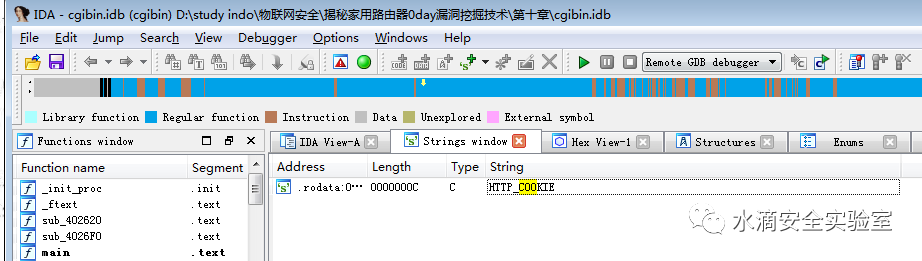 IDA - cgibin.idb (cgibin) D:\study indo\物联网安全\揭秘家用路由器0day漏洞挖掘技术\第十章\cgibin.idb
File Edit Jump Search View Debugger Options Windows Help
Remote GDB debugger
Library function Regular function Instruction Data Unexplored External symbol
Functions window IDA View-A Strings window Hex View-1 Structures Enums
Function name Segment Address Length Type String
_init_proc .init .rodata:0… 0000000C C HTTP_COOKIE
_ftext .text
sub_402620 .text
sub_4026F0 .text
main .text
水滴安全实验室